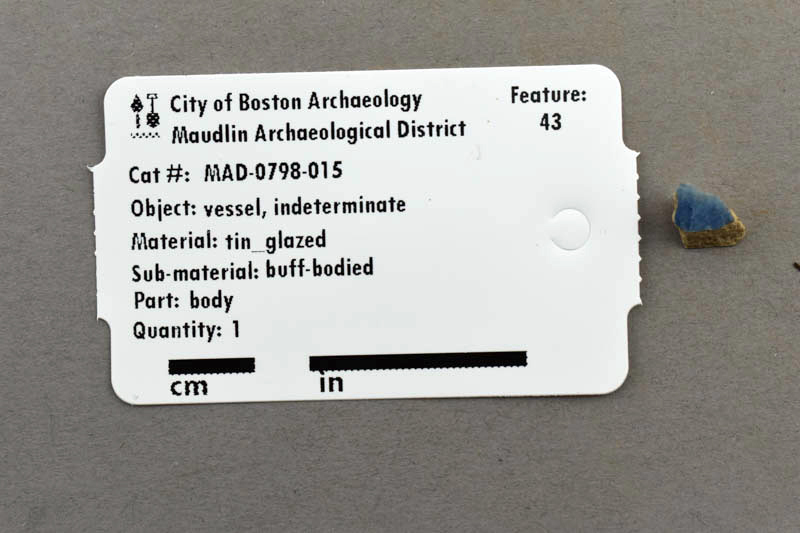 City of Boston Archaeology
Maudlin Archaeological District
Feature:
43
Cat #: MAD-0798-015
Object: vessel, indeterminate
Material: tin_glazed
Sub-material: buff-bodied
Part: body
Quantity: 1
cm
in